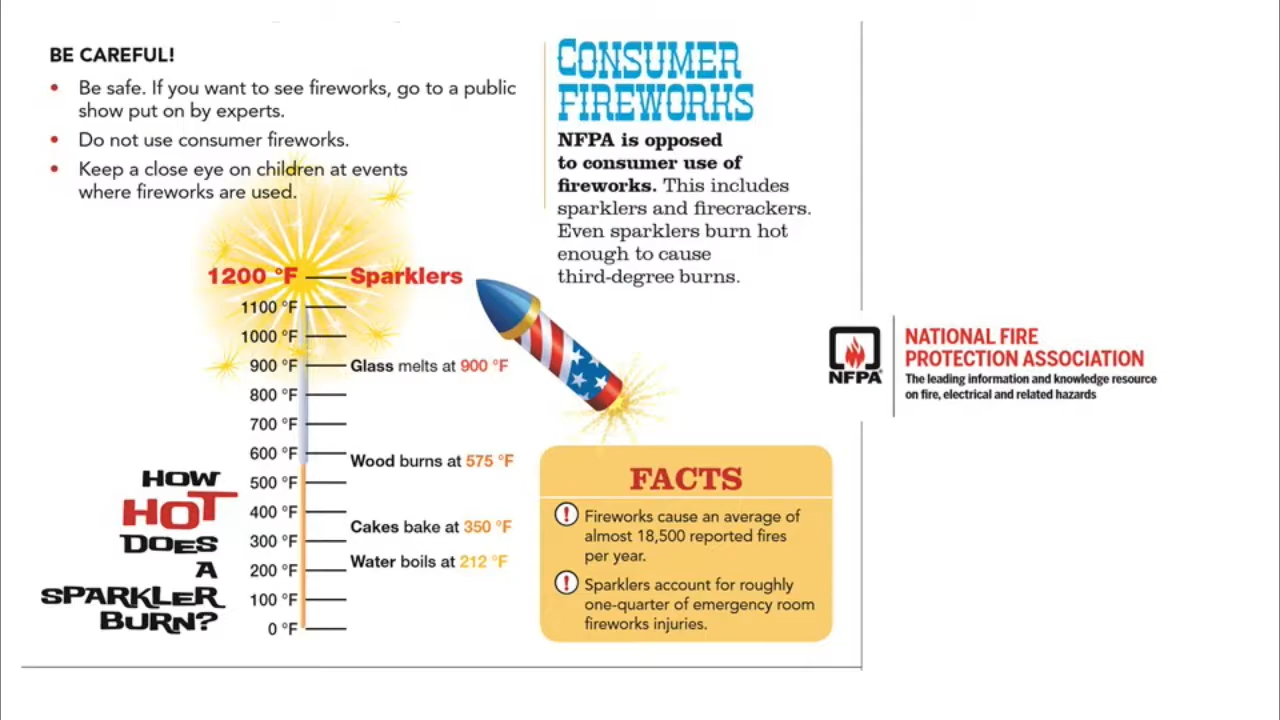 BE CAREFUL!
• Be safe. If you want to see fireworks, go to a public
show put on by experts.
• Do not use consumer fireworks.
• Keep a close eye on children at events
where fireworks are used.
CONSUMER
FIREWORKS
NFPA is opposed
to consumer use of
fireworks. This includes
sparklers and firecrackers.
Even sparklers burn hot
enough to cause
third-degree burns.
1200 °F Sparklers
1100 °F
1000 °F
900 °F Glass melts at 900 °F
800 °F
700 °F
600 °F
Wood burns at 575 °F
500 °F
400 °F
Cakes bake at 350 °F
300 °F
Water boils at 212 °F
200 °F
100 °F
0 °F
HOW
HOT
DOES
A
SPARKLER
BURN?
FACTS
! Fireworks cause an average of
almost 18,500 reported fires
per year.
! Sparklers account for roughly
one-quarter of emergency room
fireworks injuries.
NFPA®
NATIONAL FIRE
PROTECTION ASSOCIATION
The leading information and knowledge resource
on fire, electrical and related hazards